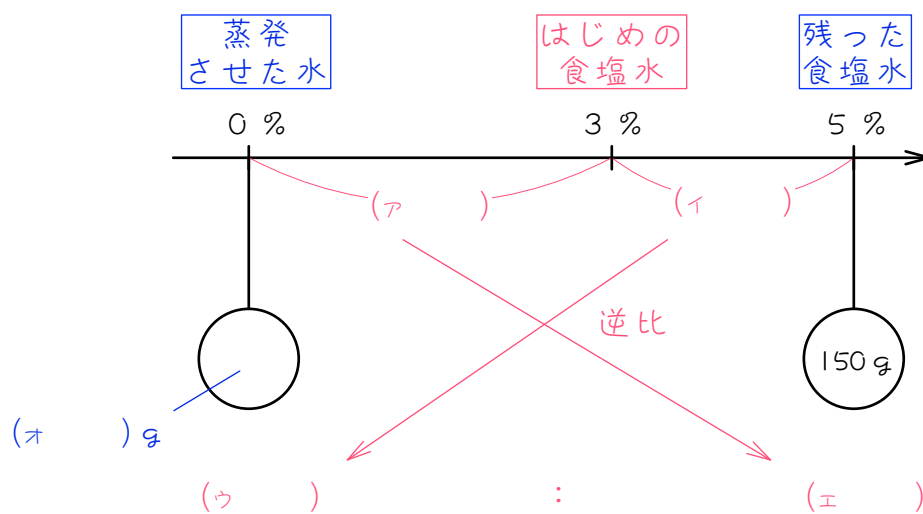 蒸発
させた水
はじめの
食塩水
残った
食塩水
0 %
3 %
5 %
(ア )
(イ )
逆比
150 g
(オ ) g
(ウ ) : (エ )